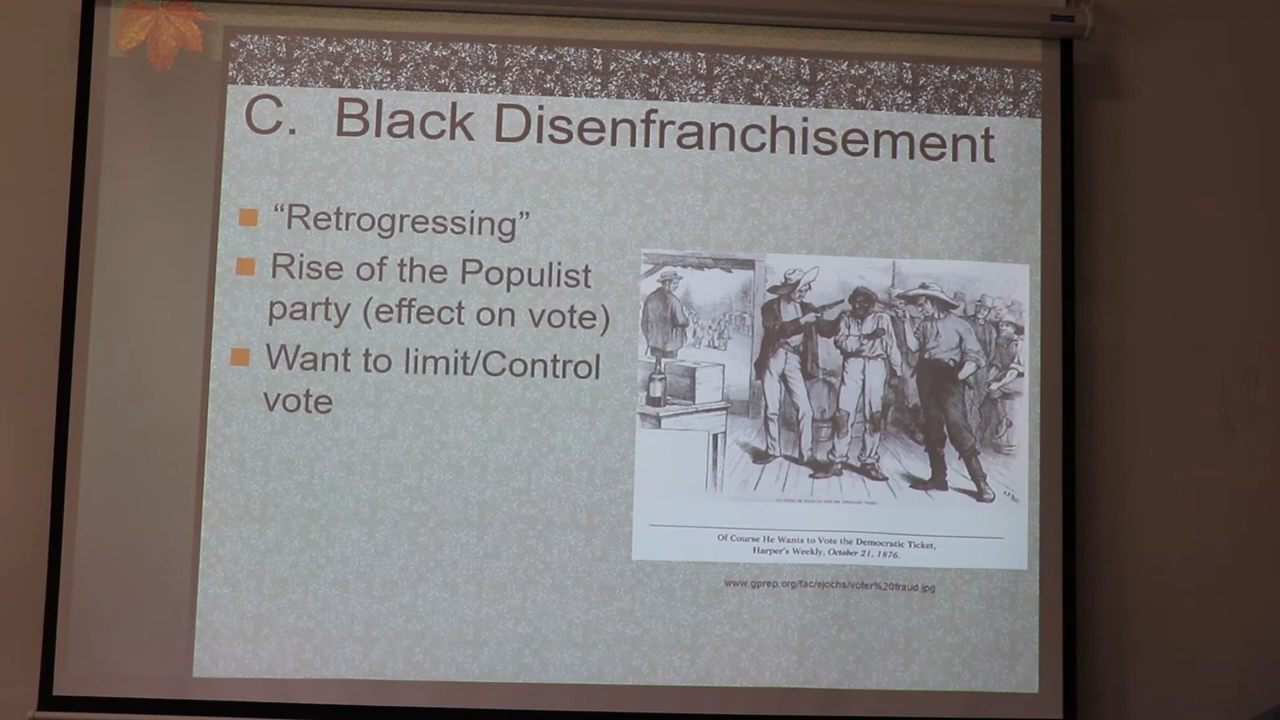 C. Black Disenfranchisement
“Retrogressing”
Rise of the Populist
party (effect on vote)
Want to limit/Control
vote
Of Course He Wants to Vote the Democratic Ticket,
Harper's Weekly, October 21, 1876.
www.gprep.org/fac/sjochs/voter%20fraud.jpg